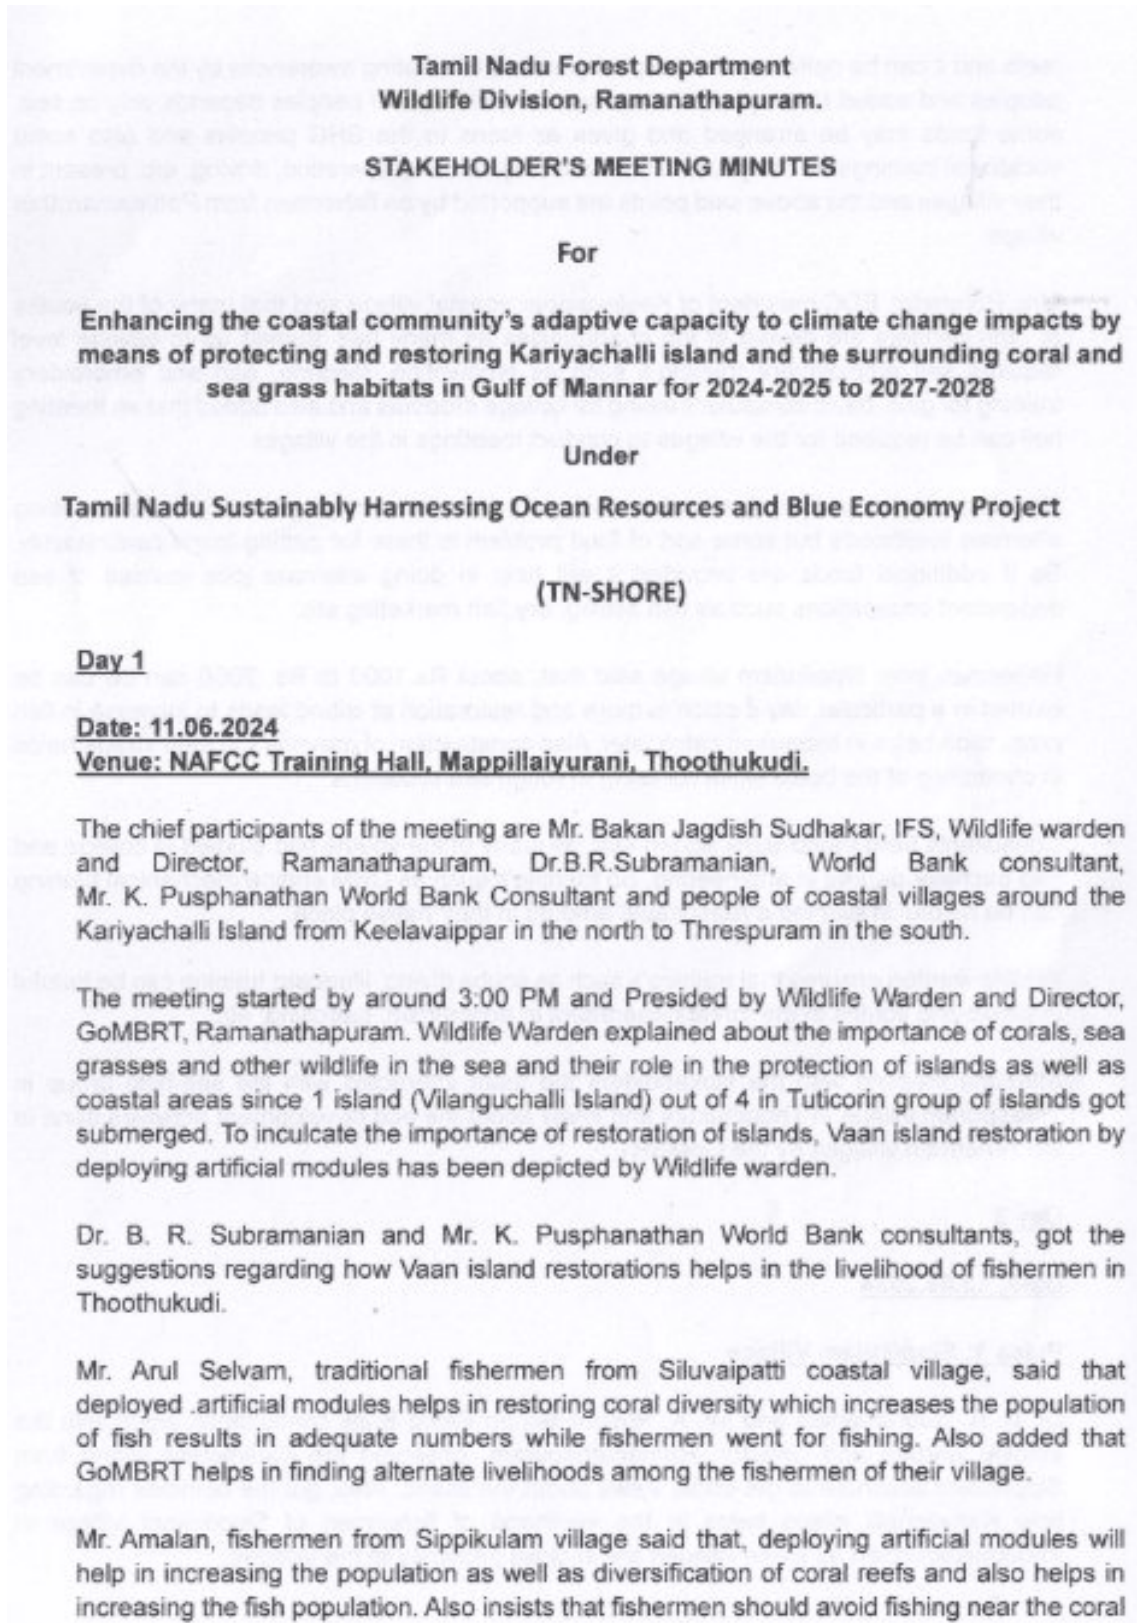 Tamil Nadu Forest Department
Wildlife Division, Ramanathapuram.
STAKEHOLDER'S MEETING MINUTES
For
Enhancing the coastal community's adaptive capacity to climate change impacts by
means of protecting and restoring Kariyachalli island and the surrounding coral and
sea grass habitats in Gulf of Mannar for 2024-2025 to 2027-2028
Under
Tamil Nadu Sustainably Harnessing Ocean Resources and Blue Economy Project
(TN-SHORE)
Day 1
Date: 11.06.2024
Venue: NAFCC Training Hall, Mappillaiyurani, Thoothukudi.
The chief participants of the meeting are Mr. Bakan Jagdish Sudhakar, IFS, Wildlife warden
and Director, Ramanathapuram, Dr.B.R.Subramanian, World Bank consultant,
Mr. K. Pusphanathan World Bank Consultant and people of coastal villages around the
Kariyachalli Island from Keelavaippar in the north to Threspuram in the south.
The meeting started by around 3:00 PM and Presided by Wildlife Warden and Director,
GoMBRT, Ramanathapuram. Wildlife Warden explained about the importance of corals, sea
grasses and other wildlife in the sea and their role in the protection of islands as well as
coastal areas since 1 island (Vilanguchalli Island) out of 4 in Tuticorin group of islands got
submerged. To inculcate the importance of restoration of islands, Vaan island restoration by
deploying artificial modules has been depicted by Wildlife warden.
Dr. B. R. Subramanian and Mr. K. Pusphanathan World Bank consultants, got the
suggestions regarding how Vaan island restorations helps in the livelihood of fishermen in
Thoothukudi.
Mr. Arul Selvam, traditional fishermen from Siluvaipatti coastal village, said that
deployed .artificial modules helps in restoring coral diversity which increases the population
of fish results in adequate numbers while fishermen went for fishing. Also added that
GoMBRT helps in finding alternate livelihoods among the fishermen of their village.
Mr. Amalan, fishermen from Sippikulam village said that, deploying artificial modules will
help in increasing the population as well as diversification of coral reefs and also helps in
increasing the fish population. Also insists that fishermen should avoid fishing near the coral